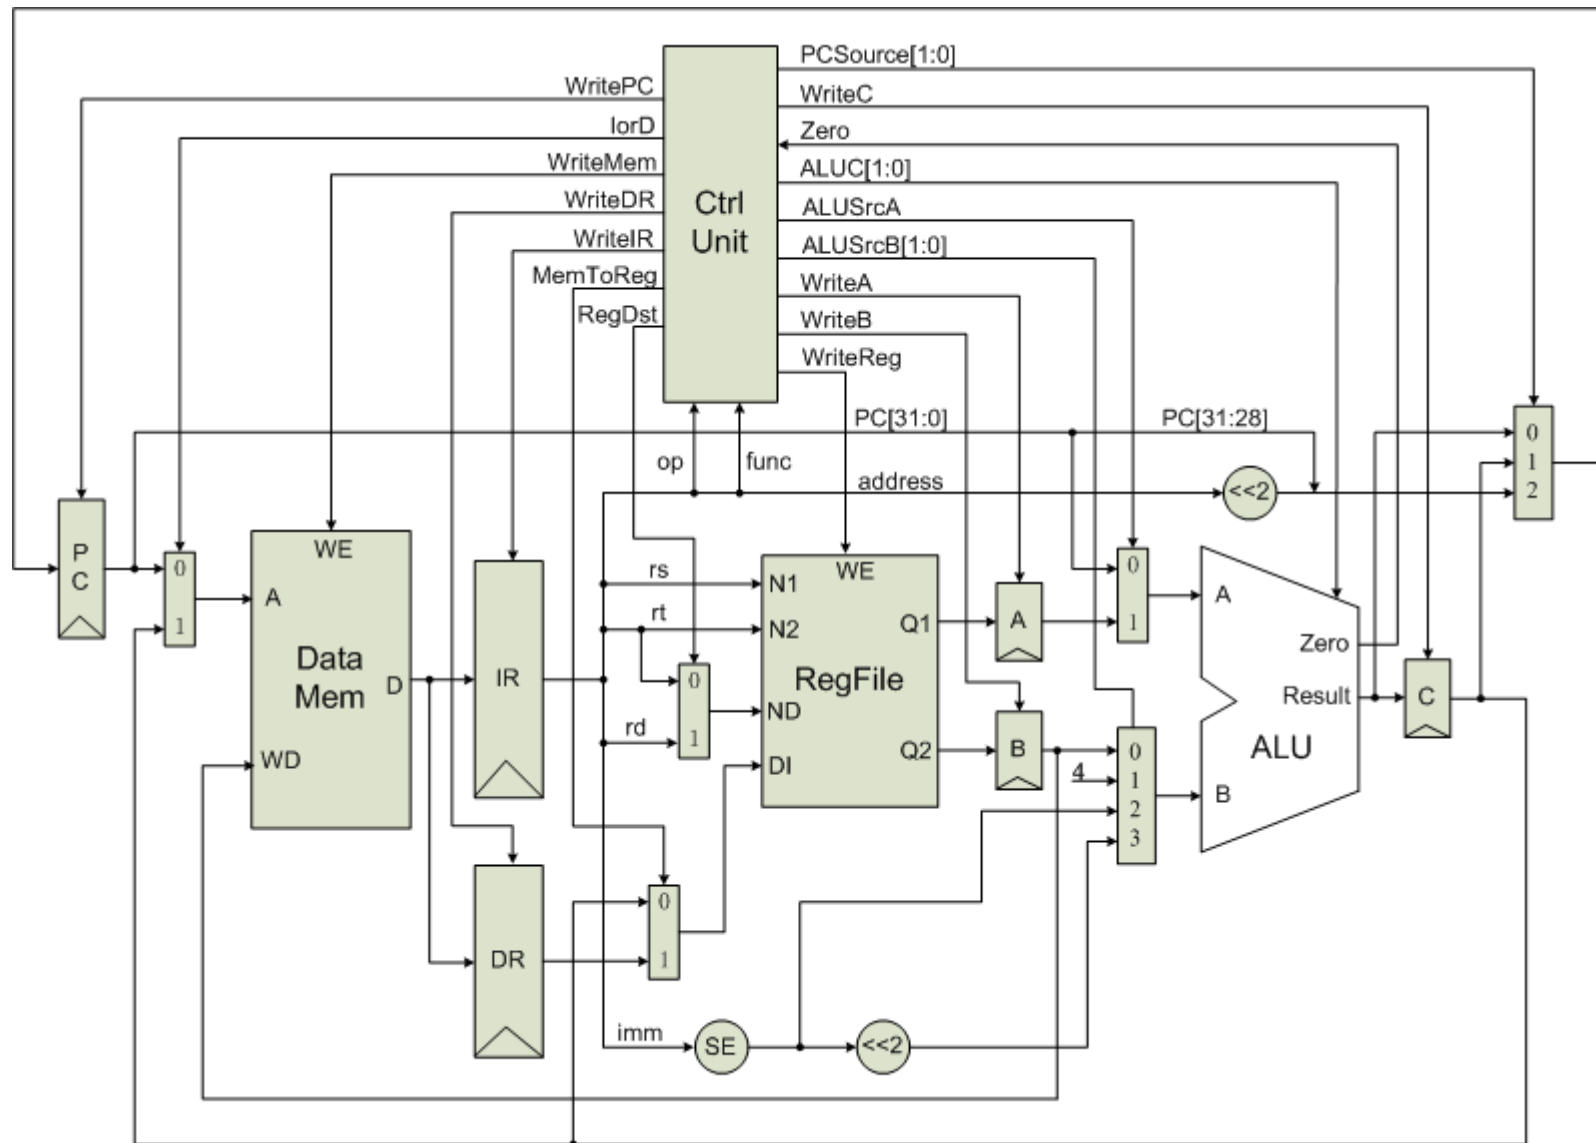 PCSource[1:0]
WritePC
WriteC
IorD
Zero
WriteMem
ALUC[1:0]
WriteDR
Ctrl
Unit
ALUSrcA
WriteIR
ALUSrcB[1:0]
MemToReg
WriteA
RegDst
WriteB
WriteReg
PC[31:0]
PC[31:28]
0
1
2
op
func
address
<<2
P
C
0
1
WE
A
Data
Mem
D
WD
IR
rs
rt
rd
0
1
WE
N1
N2
RegFile
ND
DI
Q1
Q2
A
B
0
1
4
0
1
2
3
A
B
Zero
Result
ALU
C
DR
0
1
imm
SE
<<2